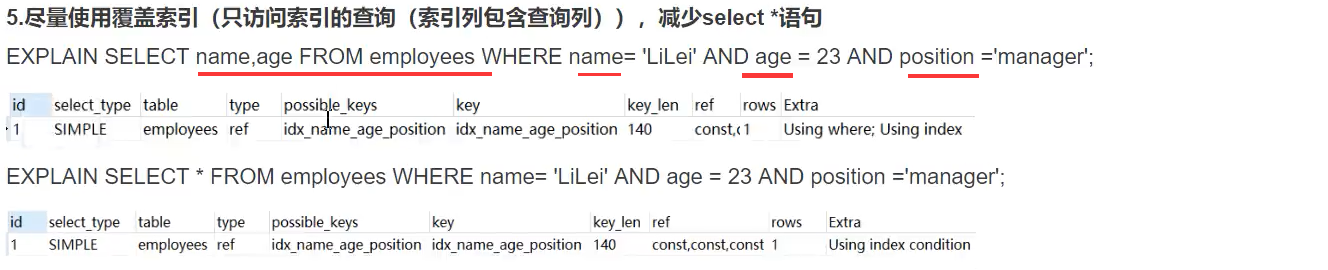 5.尽量使用覆盖索引（只访问索引的查询（索引列包含查询列）），减少select *语句
EXPLAIN SELECT name,age FROM employees WHERE name= 'LiLei' AND age = 23 AND position ='manager';
id select_type table type possible_keys key key_len ref rows Extra
1 SIMPLE employees ref idx_name_age_position idx_name_age_position 140 const,c 1 Using where; Using index
EXPLAIN SELECT * FROM employees WHERE name= 'LiLei' AND age = 23 AND position ='manager';
id select_type table type possible_keys key key_len ref rows Extra
1 SIMPLE employees ref idx_name_age_position idx_name_age_position 140 const,const,const 1 Using index condition